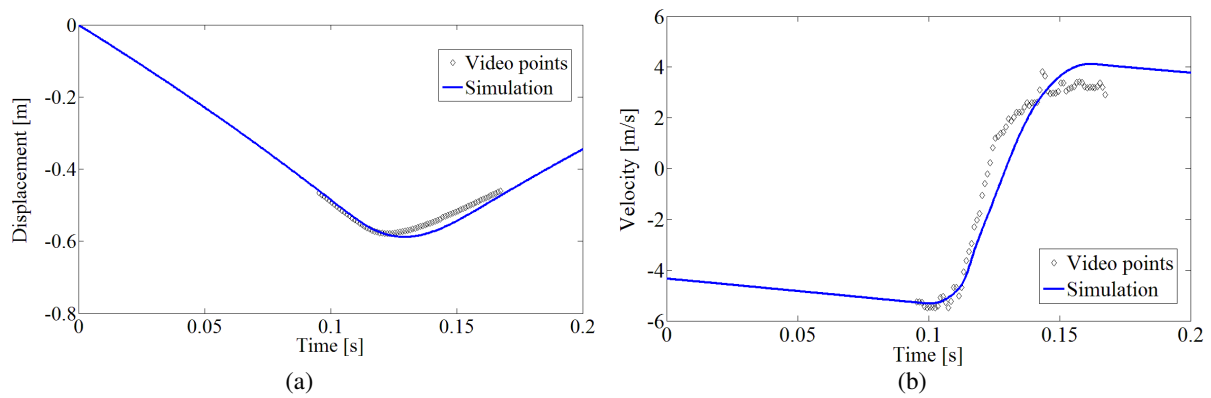 0
-0.2
-0.4
-0.6
-0.8
Displacement [m]
Video points
Simulation
0
0.05
0.1
0.15
0.2
Time [s]
(a)
6
4
2
0
-2
-4
-6
Velocity [m/s]
Video points
Simulation
0
0.05
0.1
0.15
0.2
Time [s]
(b)